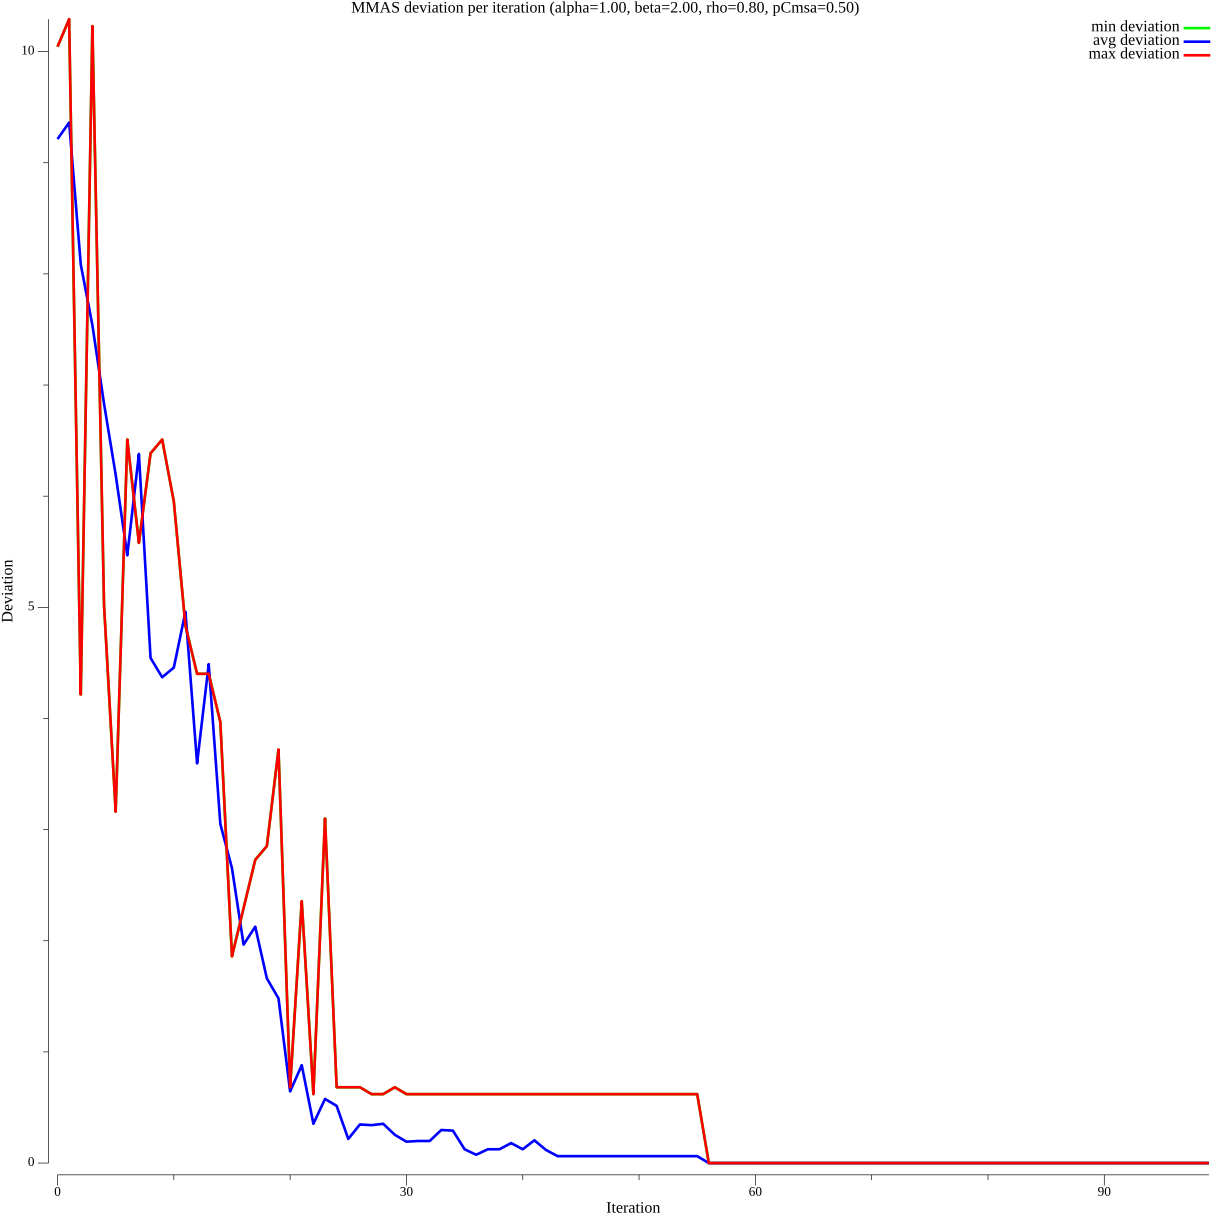 MMAS deviation per iteration (alpha=1.00, beta=2.00, rho=0.80, pCmsa=0.50)
min deviation
avg deviation
max deviation
10
5
0
Deviation
0 30 60 90
Iteration